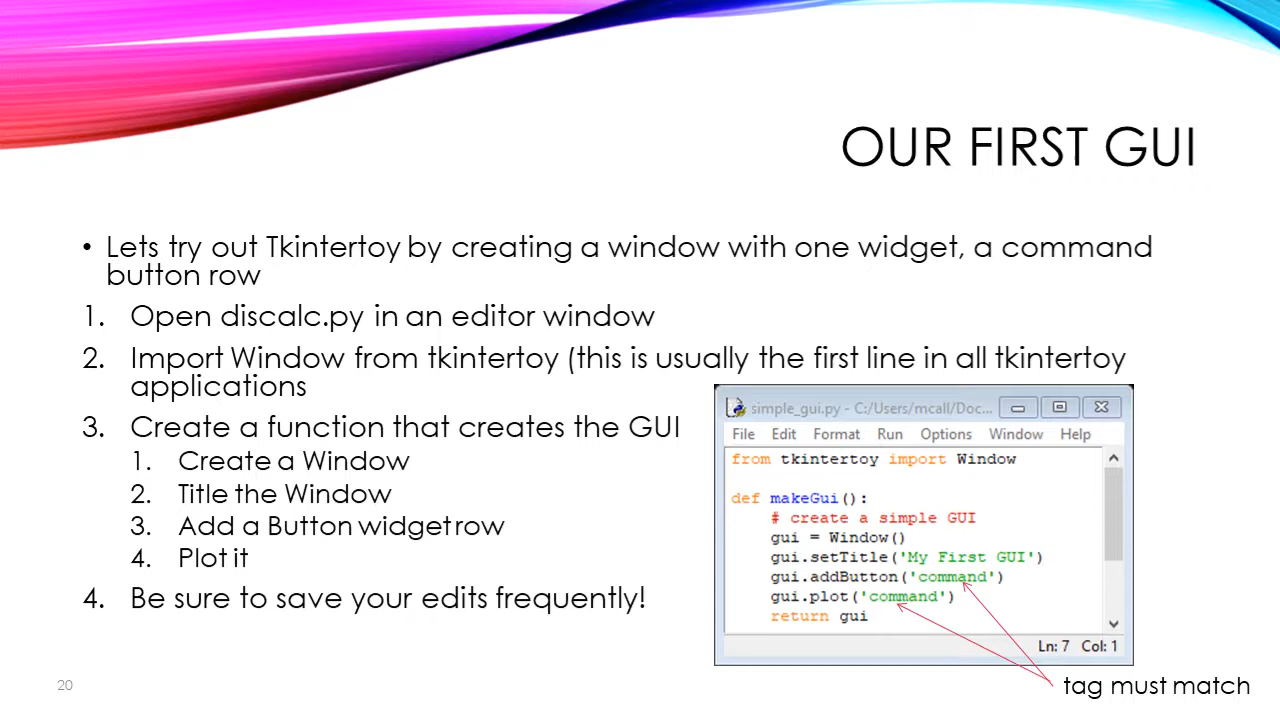 OUR FIRST GUI
• Lets try out Tkintertoy by creating a window with one widget, a command
button row
1. Open discalc.py in an editor window
2. Import Window from tkintertoy (this is usually the first line in all tkintertoy
applications
3. Create a function that creates the GUI
1. Create a Window
2. Title the Window
3. Add a Button widget row
4. Plot it
4. Be sure to save your edits frequently!
simple_gui.py - C:/Users/mcall/Doc...
File Edit Format Run Options Window Help
from tkintertoy import Window
def makeGui():
# create a simple GUI
gui = Window()
gui.setTitle('My First GUI')
gui.addButton('command')
gui.plot('command')
return gui
Ln: 7 Col: 1
tag must match
20